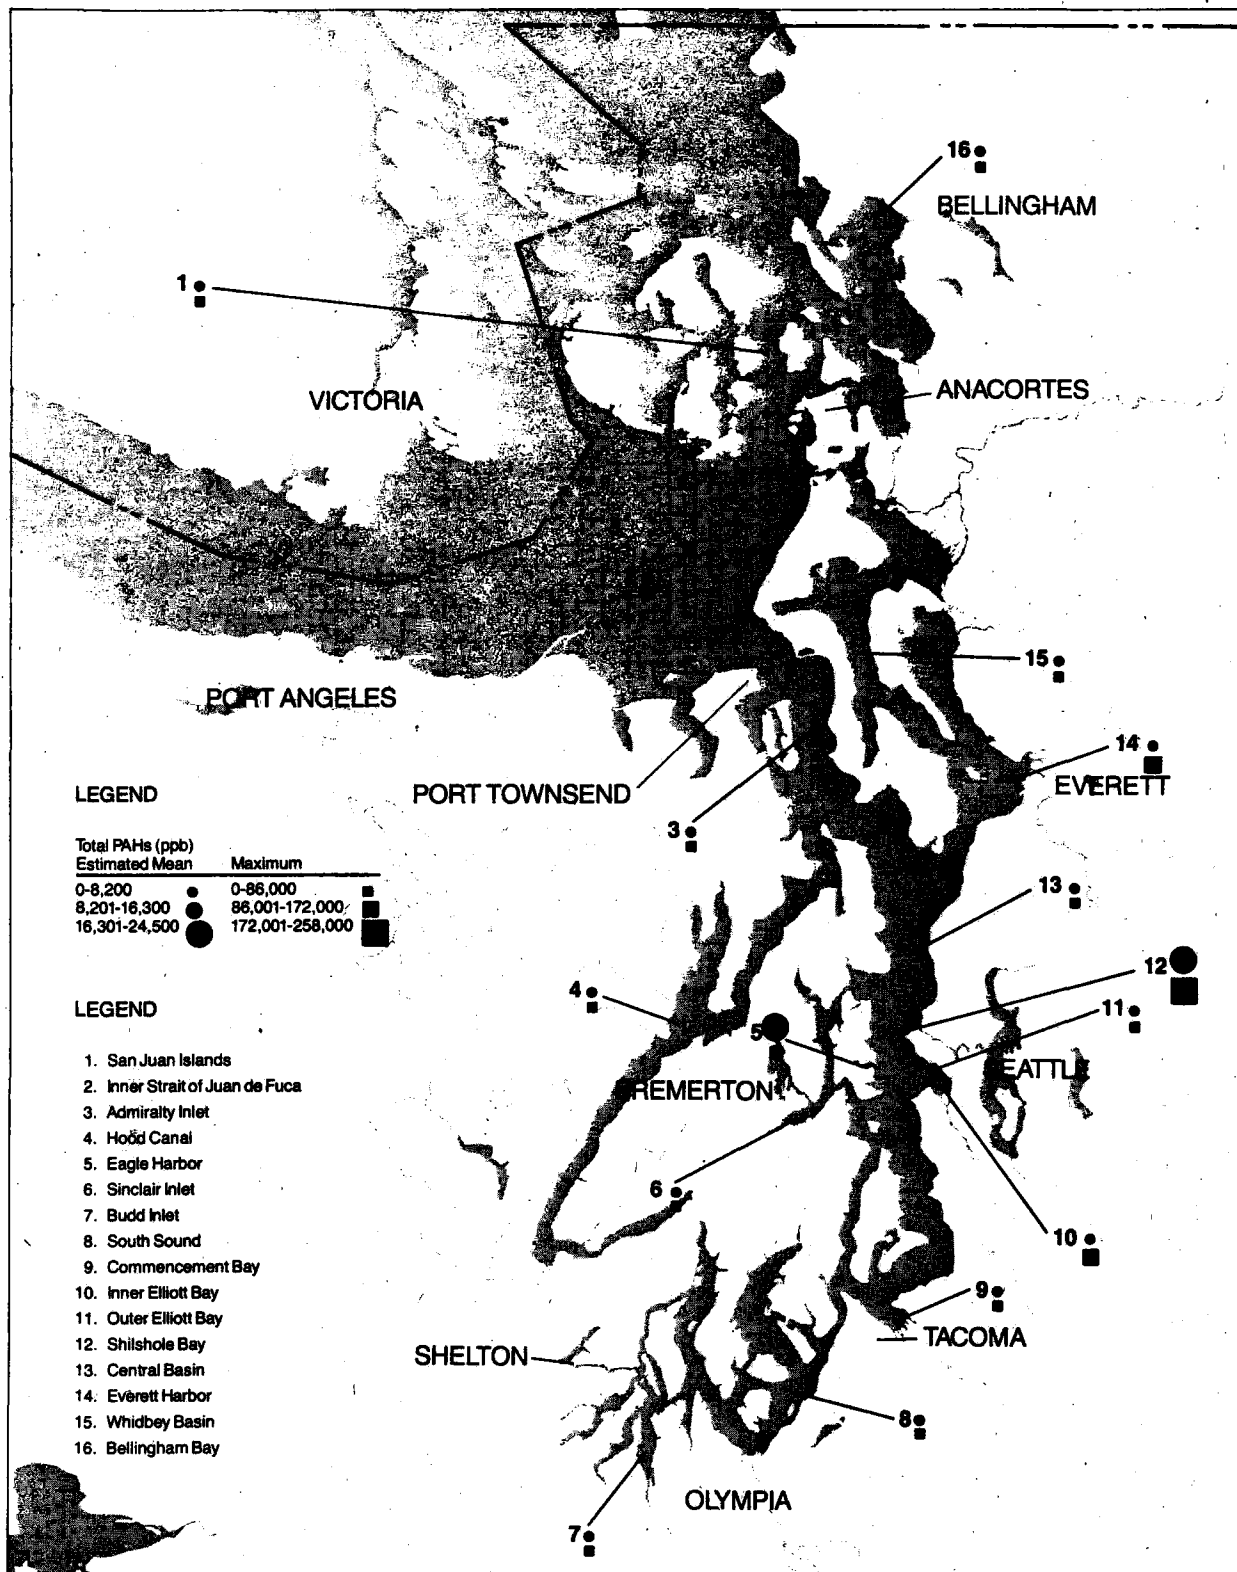 16
BELLINGHAM
1
VICTORIA
ANACORTES
15
PORT ANGELES
14
EVERETT
PORT TOWNSEND
3
LEGEND
Total PAHs (ppb)
Estimated Mean Maximum
0-8,200 0-86,000
8,201-16,300 86,001-172,000
16,301-24,500 172,001-258,000
13
12
4
11
5
SEATTLE
BREMERTON
6
10
9
TACOMA
SHELTON
8
OLYMPIA
7
LEGEND
1. San Juan Islands
2. Inner Strait of Juan de Fuca
3. Admiralty Inlet
4. Hood Canal
5. Eagle Harbor
6. Sinclair Inlet
7. Budd Inlet
8. South Sound
9. Commencement Bay
10. Inner Elliott Bay
11. Outer Elliott Bay
12. Shilshole Bay
13. Central Basin
14. Everett Harbor
15. Whidbey Basin
16. Bellingham Bay